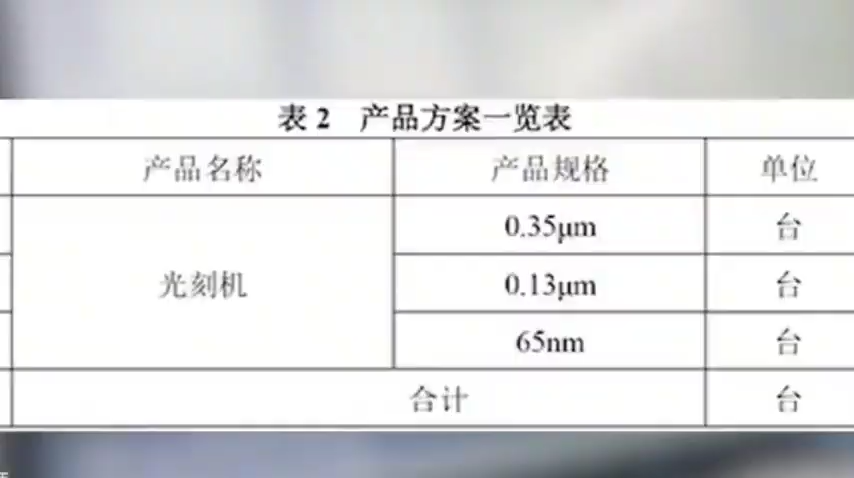 表2 产品方案一览表
产品名称 产品规格 单位
0.35μm 台
光刻机 0.13μm 台
65nm 台
合计 台